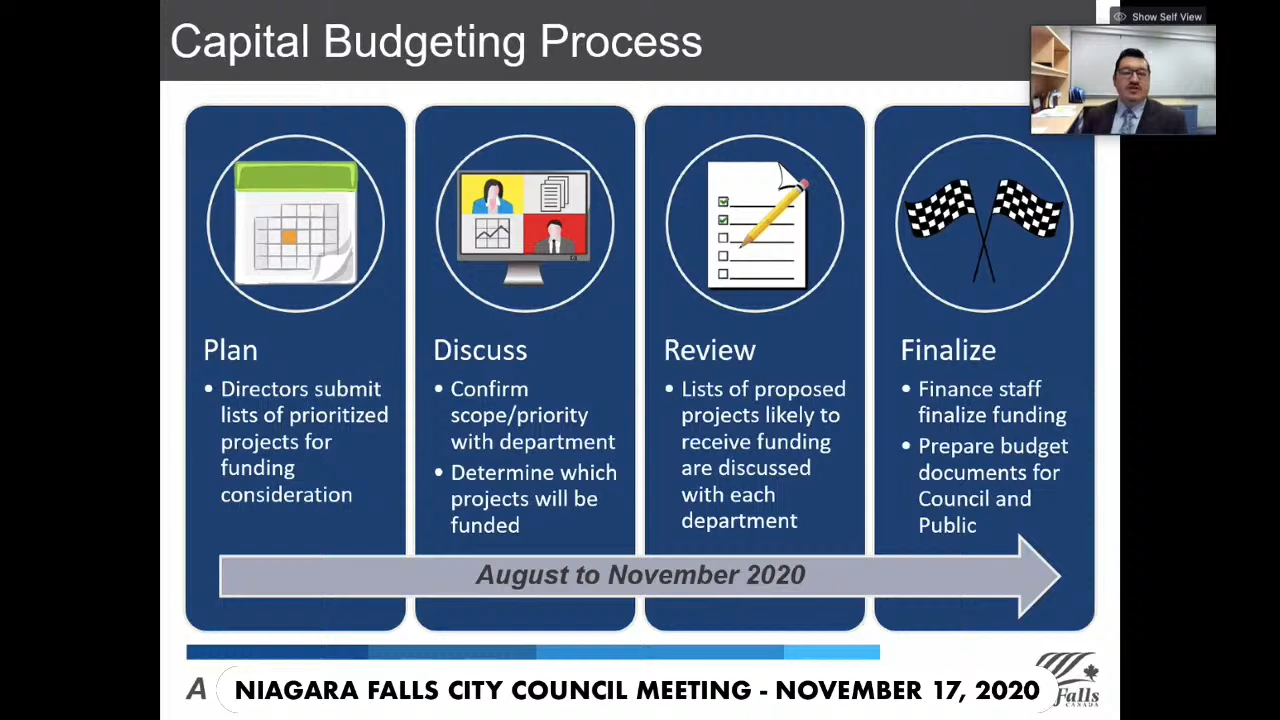 Capital Budgeting Process
Show Self View
Plan
• Directors submit
lists of prioritized
projects for
funding
consideration
Discuss
• Confirm
scope/priority
with department
• Determine which
projects will be
funded
Review
• Lists of proposed
projects likely to
receive funding
are discussed
with each
department
Finalize
• Finance staff
finalize funding
• Prepare budget
documents for
Council and
Public
August to November 2020
A
NIAGARA FALLS CITY COUNCIL MEETING - NOVEMBER 17, 2020
Falls
CANADA